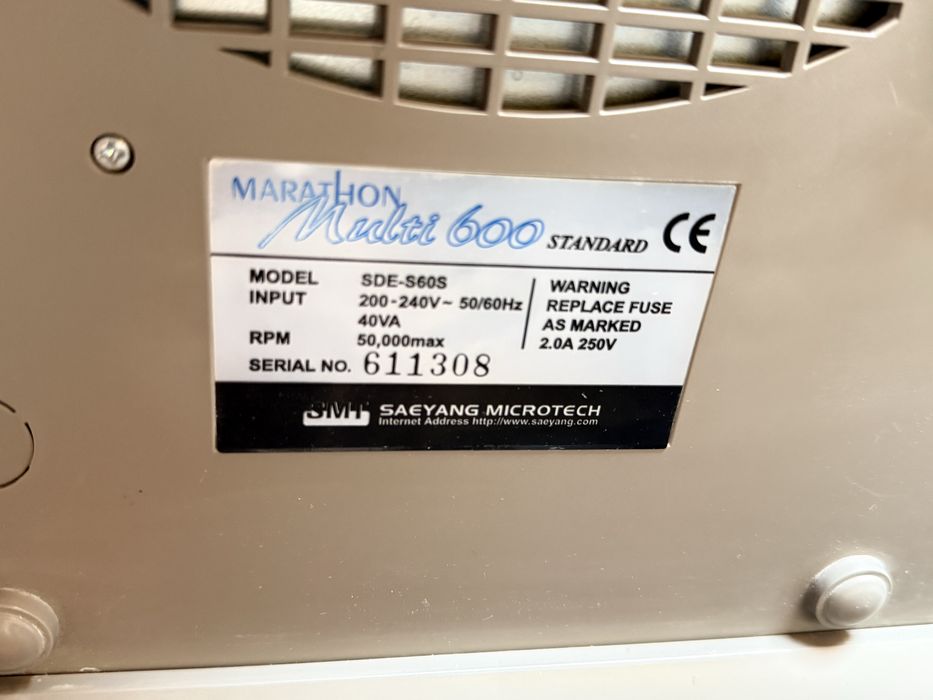 MARATHON
Multi 600 STANDARD CE
MODEL SDE-S60S
INPUT 200-240V~ 50/60Hz
40VA
RPM 50,000max
SERIAL NO. 611308
WARNING
REPLACE FUSE
AS MARKED
2.0A 250V
SMT SAEYANG MICROTECH
Internet Address http://www.saeyang.com